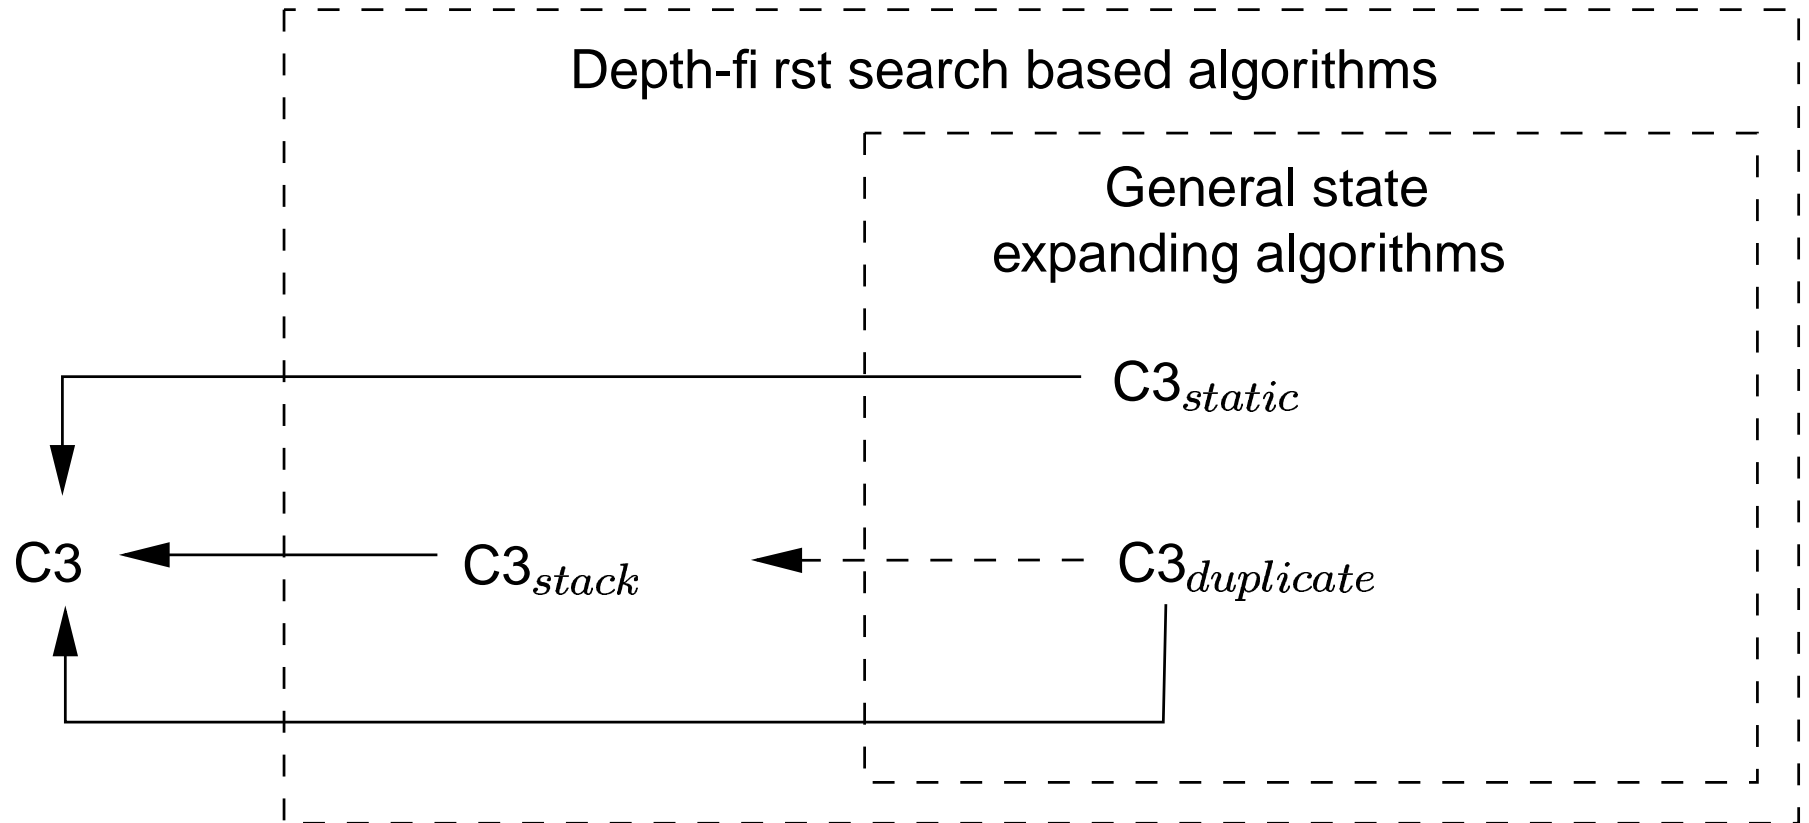 Depth-fi rst search based algorithms
General state
expanding algorithms
C3static
C3
C3stack
C3duplicate